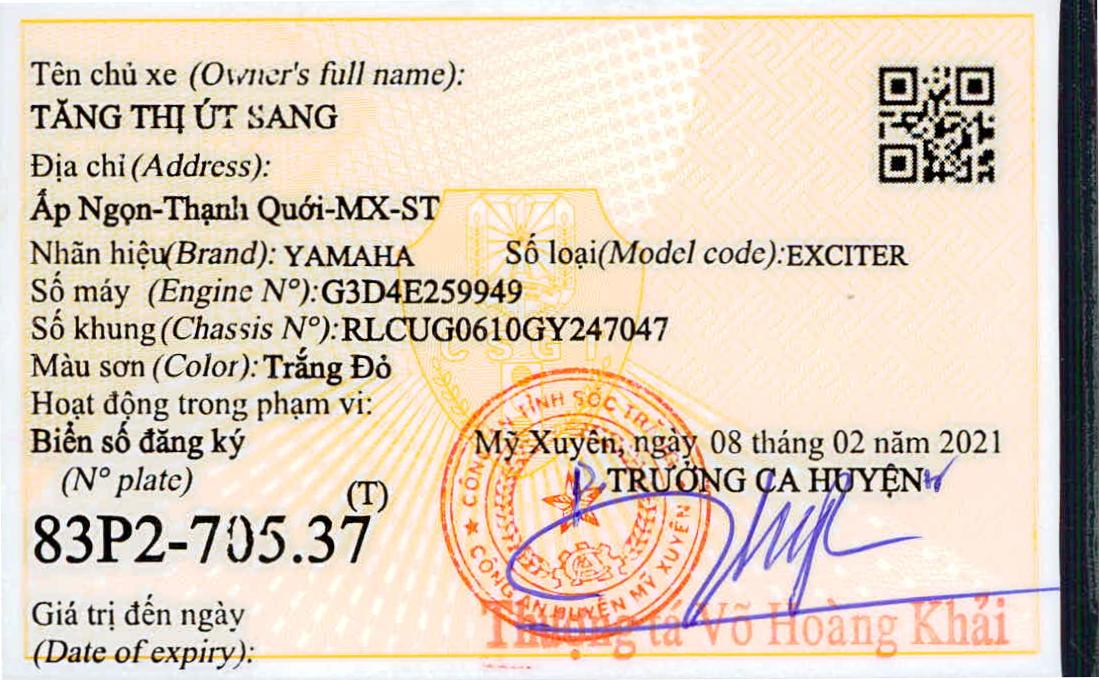 Tên chủ xe (Owner's full name):
TĂNG THỊ ÚT SANG
Địa chỉ (Address):
Ấp Ngọn-Thạnh Quới-MX-ST
Nhãn hiệu(Brand): YAMAHA Số loại(Model code):EXCITER
Số máy (Engine N°):G3D4E259949
Số khung (Chassis N°):RLCUG0610GY247047
CSGT
Màu sơn (Color): Trắng Đỏ
Hoạt động trong phạm vi:
Biển số đăng ký
(N° plate)
(T)
83P2-705.37
Giá trị đến ngày
(Date of expiry):
Mỹ Xuyên, ngày 08 tháng 02 năm 2021
TRƯỞNG CA HUYỆN
TỈNH SÓC TRĂNG
CÔNG AN HUYỆN MỸ XUYÊN
Thượng tá Võ Hoàng Khải